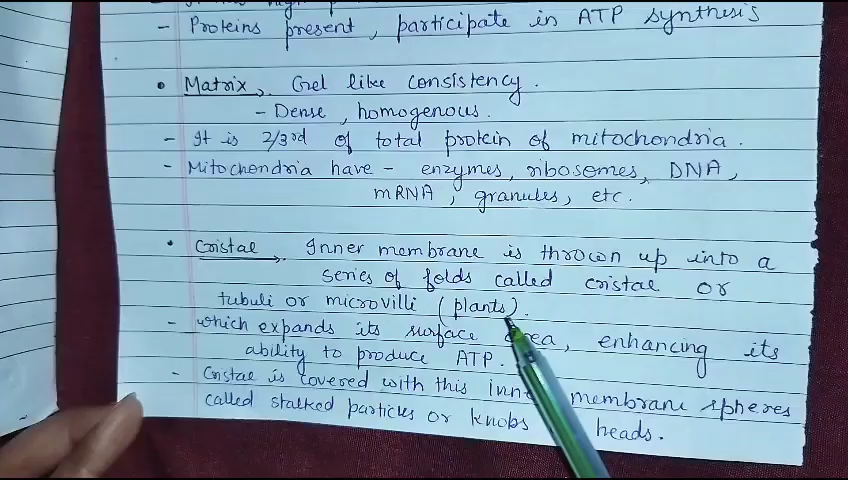 - Proteins present, participate in ATP synthesis
• Matrix → Gel like consistency.
- Dense, homogenous.
- It is 2/3rd of total protein of mitochondria.
- Mitochondria have - enzymes, ribosomes, DNA,
mRNA, granules, etc.
• Cristae → Inner membrane is thrown up into a
series of folds called cristae or
tubuli or microvilli (plants).
- which expands its surface area, enhancing its
ability to produce ATP.
- Cristae is covered with this inne membrane spheres
called stalked particles or knobs heads.